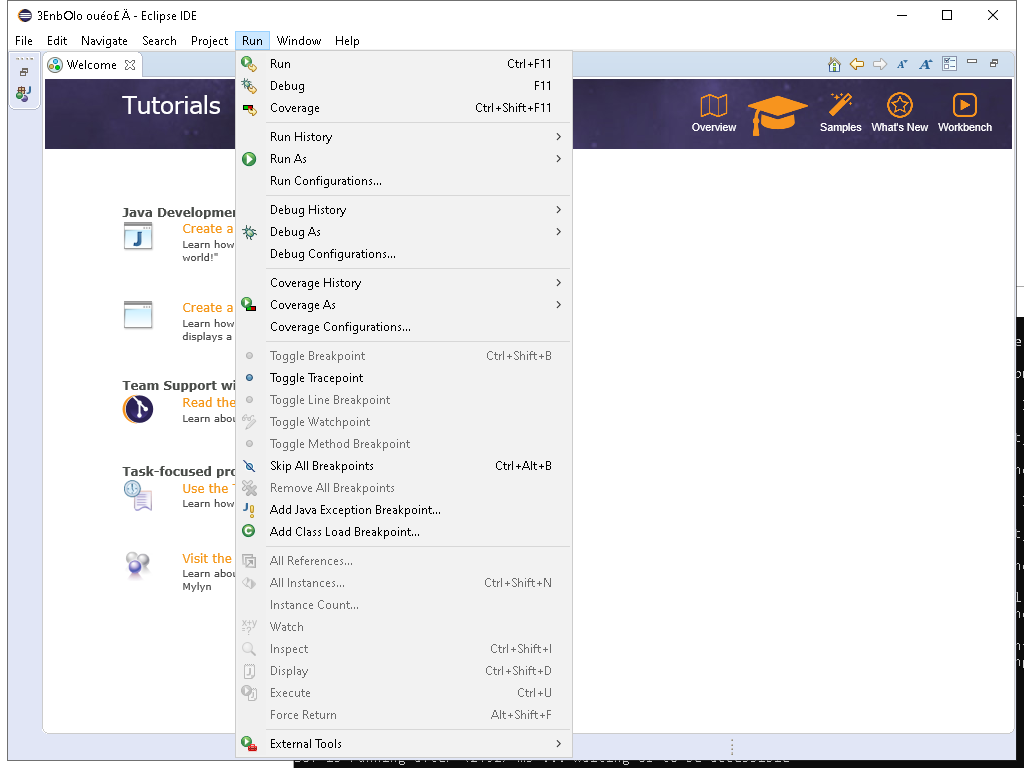 3EnbOlo ouéo£Ä - Eclipse IDE
File Edit Navigate Search Project Run Window Help
Welcome
Tutorials
Overview Samples What's New Workbench
Run Ctrl+F11
Debug F11
Coverage Ctrl+Shift+F11
Run History
Run As
Run Configurations...
Debug History
Debug As
Debug Configurations...
Coverage History
Coverage As
Coverage Configurations...
Toggle Breakpoint Ctrl+Shift+B
Toggle Tracepoint
Toggle Line Breakpoint
Toggle Watchpoint
Toggle Method Breakpoint
Skip All Breakpoints Ctrl+Alt+B
Remove All Breakpoints
Add Java Exception Breakpoint...
Add Class Load Breakpoint...
All References...
All Instances... Ctrl+Shift+N
Instance Count...
Watch
Inspect Ctrl+Shift+I
Display Ctrl+Shift+D
Execute Ctrl+U
Force Return Alt+Shift+F
External Tools
Java Developmen
Create a
Learn how
world!"
Create a
Learn how
displays a
Team Support wi
Read the
Learn abou
Task-focused pro
Use the T
Learn how
Visit the
Learn abou
Mylyn